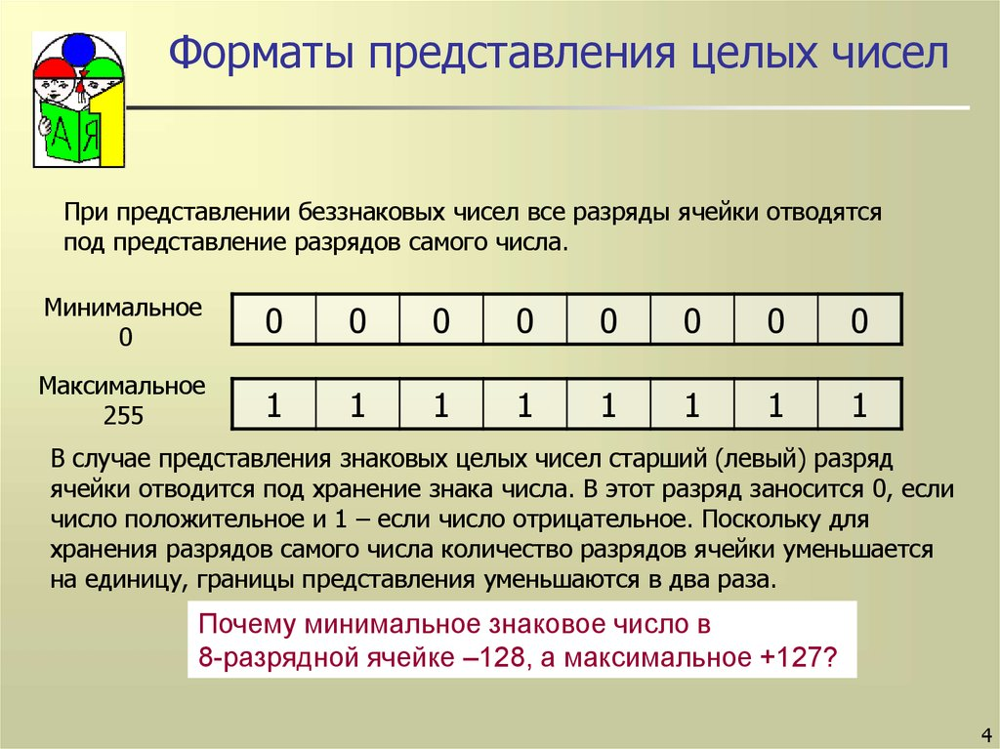 Форматы представления целых чисел
АЯ
1
При представлении беззнаковых чисел все разряды ячейки отводятся
под представление разрядов самого числа.
Минимальное
0
0 0 0 0 0 0 0 0
Максимальное
255
1 1 1 1 1 1 1 1
В случае представления знаковых целых чисел старший (левый) разряд
ячейки отводится под хранение знака числа. В этот разряд заносится 0, если
число положительное и 1 – если число отрицательное. Поскольку для
хранения разрядов самого числа количество разрядов ячейки уменьшается
на единицу, границы представления уменьшаются в два раза.
Почему минимальное знаковое число в
8-разрядной ячейке –128, а максимальное +127?
4